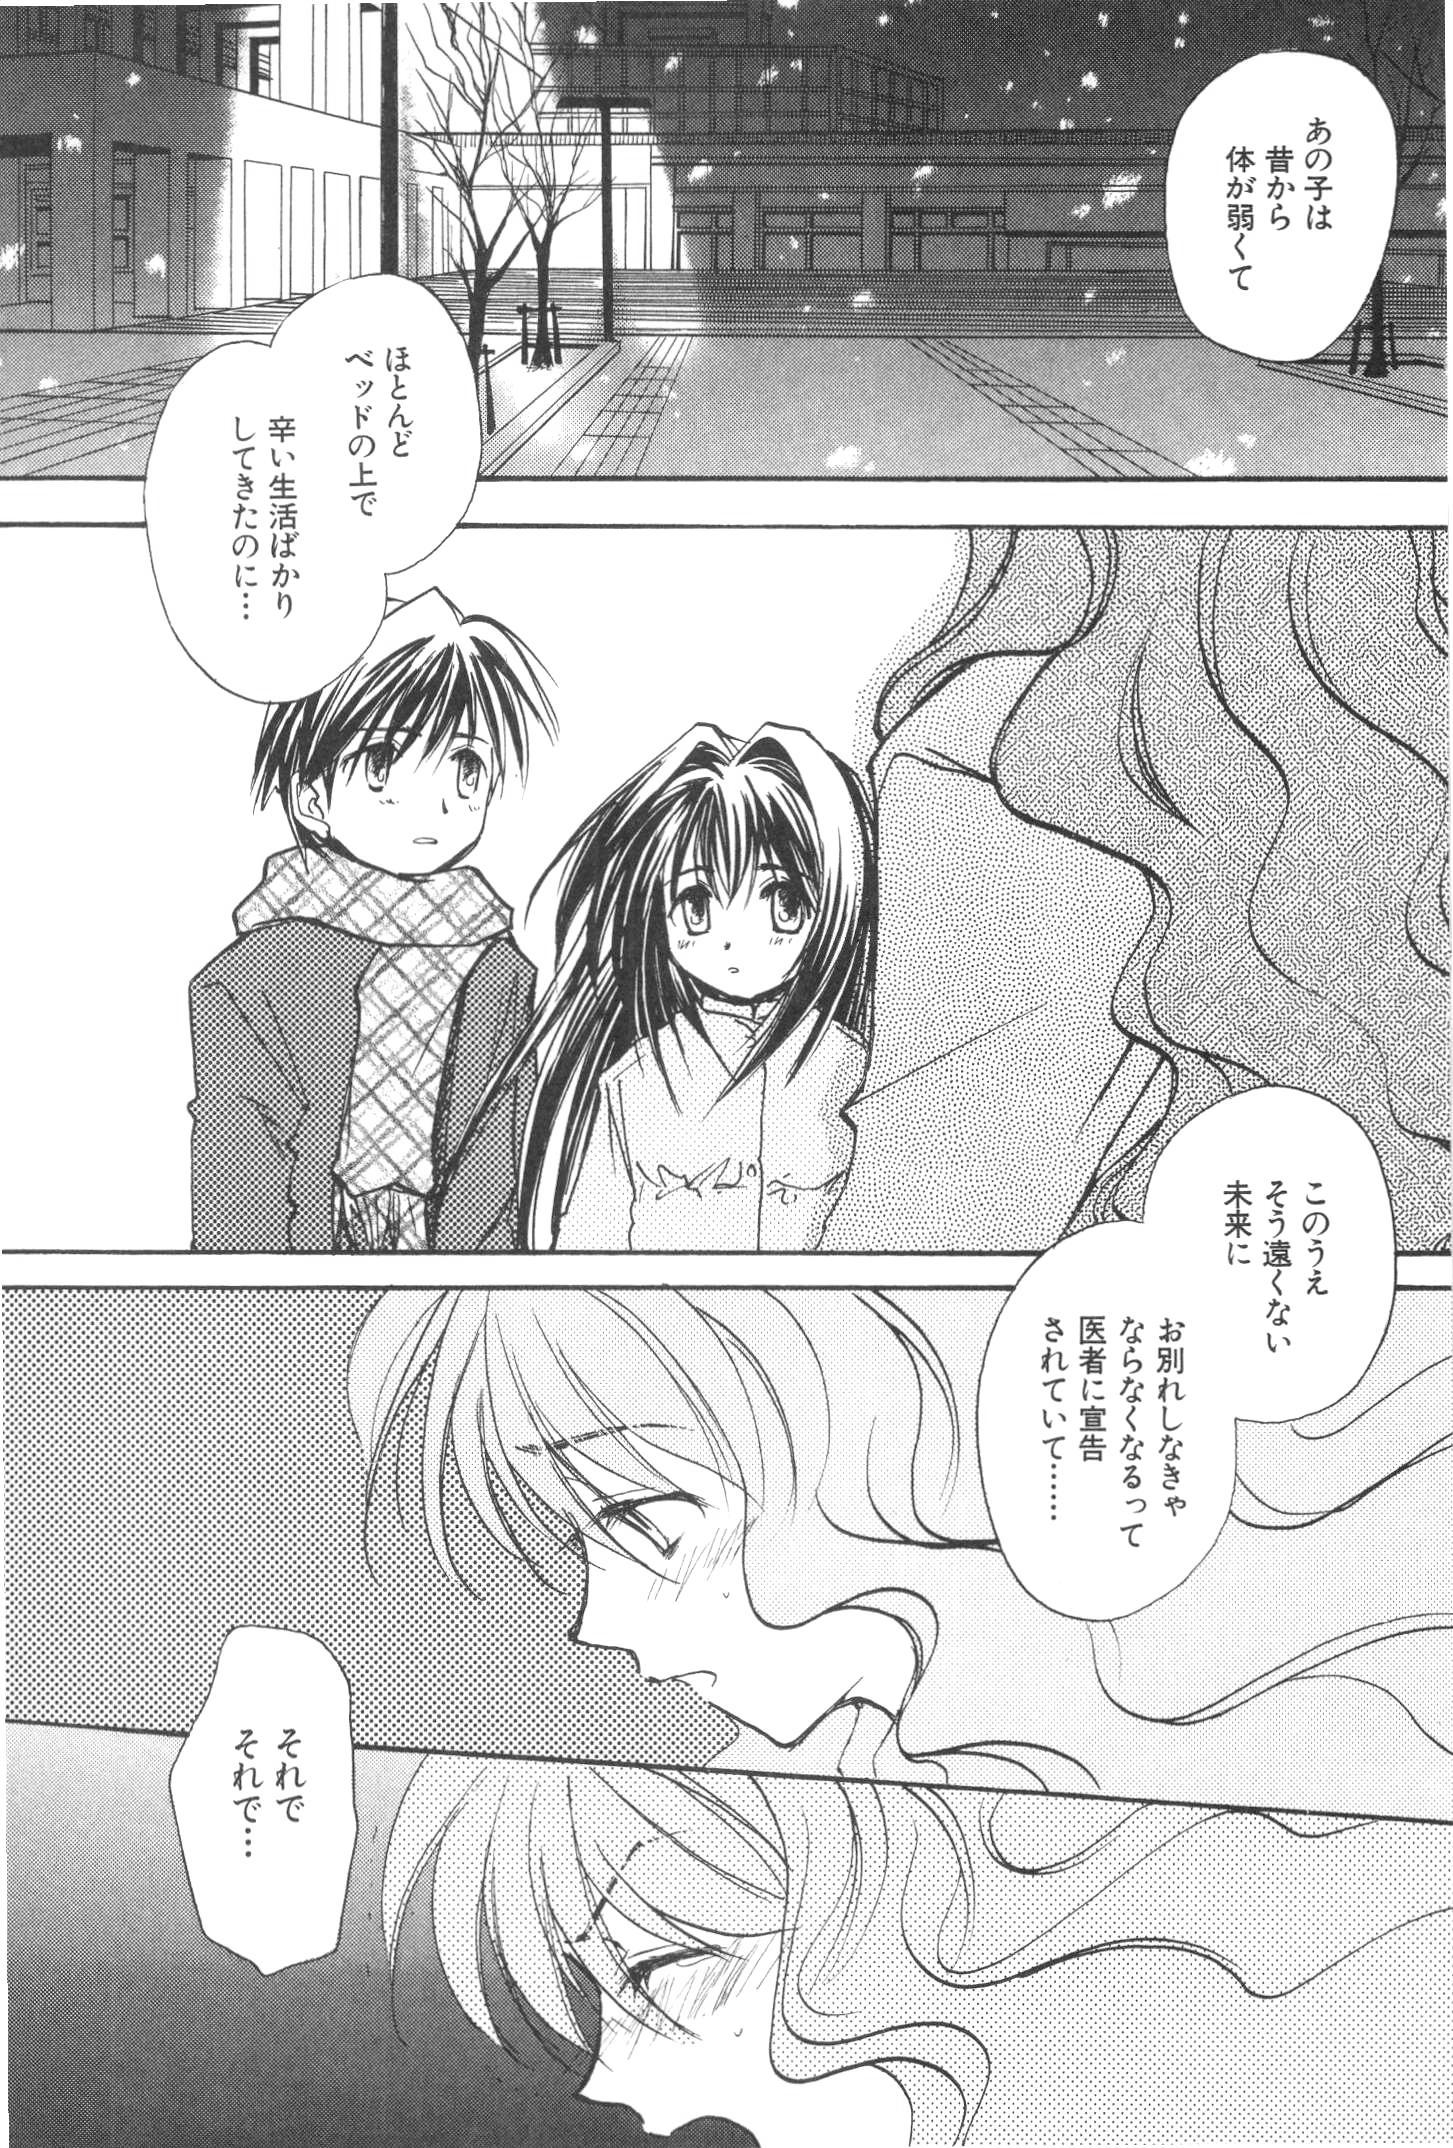 あの子は
昔から
体が弱くて
ほとんど
ベッドの上で
辛い生活ばかり
してきたのに…
このうえ
そう遠くない
未来に
お別れしなきゃ
ならなくなるって
医者に宣告
されていて……
それで
それで…